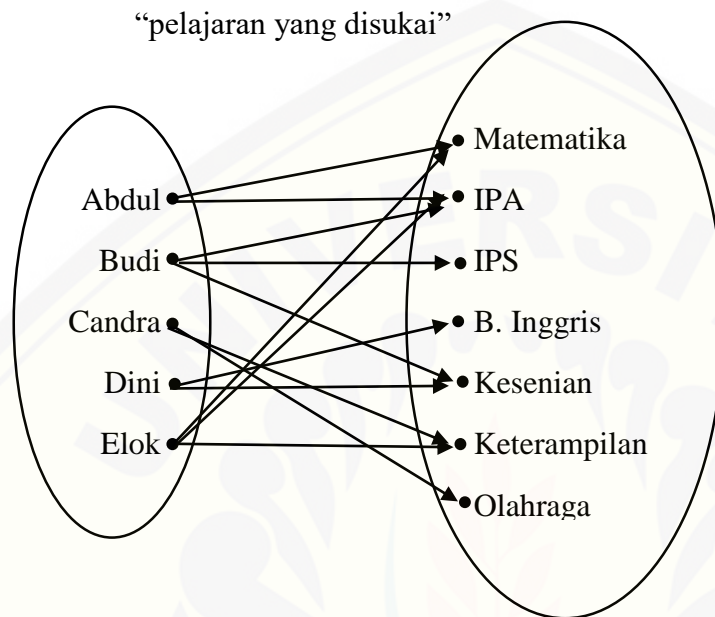 “pelajaran yang disukai”
Abdul
Budi
Candra
Dini
Elok
Matematika
IPA
IPS
B. Inggris
Kesenian
Keterampilan
Olahraga